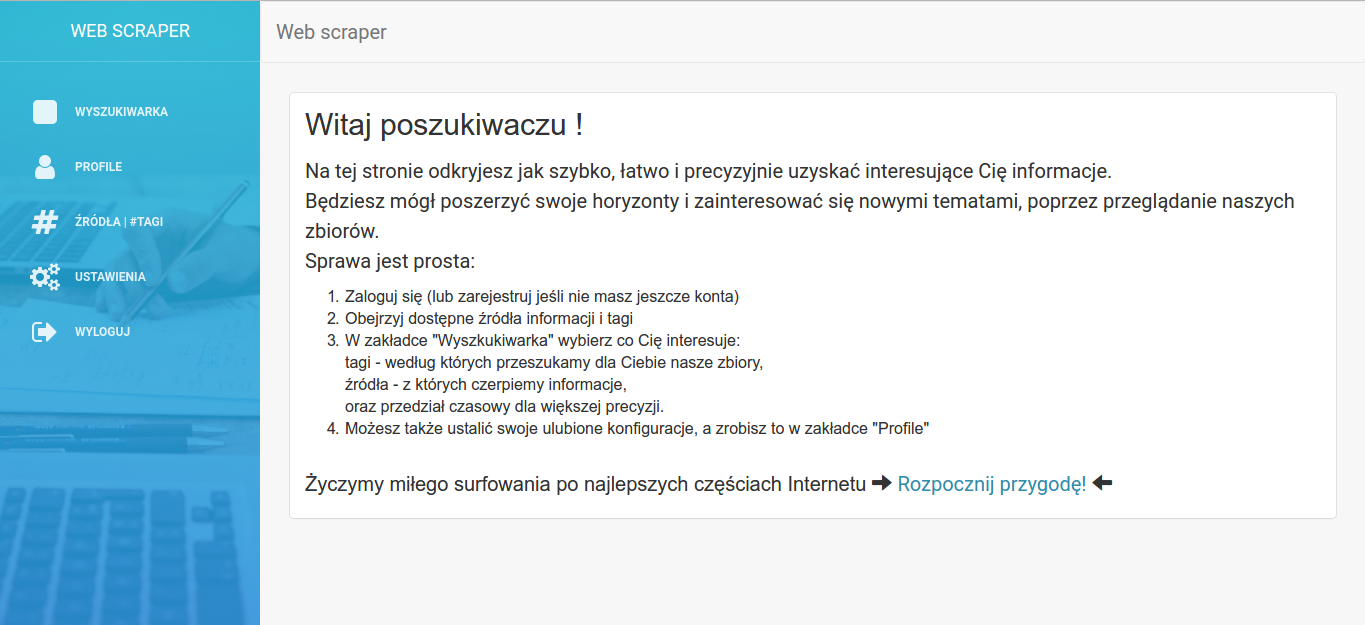 WEB SCRAPER
WYSZUKIWARKA
PROFILE
ŹRÓDŁA | #TAGI
USTAWIENIA
WYLOGUJ
Web scraper
Witaj poszukiwaczu !
Na tej stronie odkryjesz jak szybko, łatwo i precyzyjnie uzyskać interesujące Cię informacje.
Będziesz mógł poszerzyć swoje horyzonty i zainteresować się nowymi tematami, poprzez przeglądanie naszych
zbiorów.
Sprawa jest prosta:
1. Zaloguj się (lub zarejestruj jeśli nie masz jeszcze konta)
2. Obejrzyj dostępne źródła informacji i tagi
3. W zakładce "Wyszkukiwarka" wybierz co Cię interesuje:
tagi - według których przeszukamy dla Ciebie nasze zbiory,
źródła - z których czerpiemy informacje,
oraz przedział czasowy dla większej precyzji.
4. Możesz także ustalić swoje ulubione konfiguracje, a zrobisz to w zakładce "Profile"
Życzymy miłego surfowania po najlepszych częściach Internetu Rozpocznij przygodę!